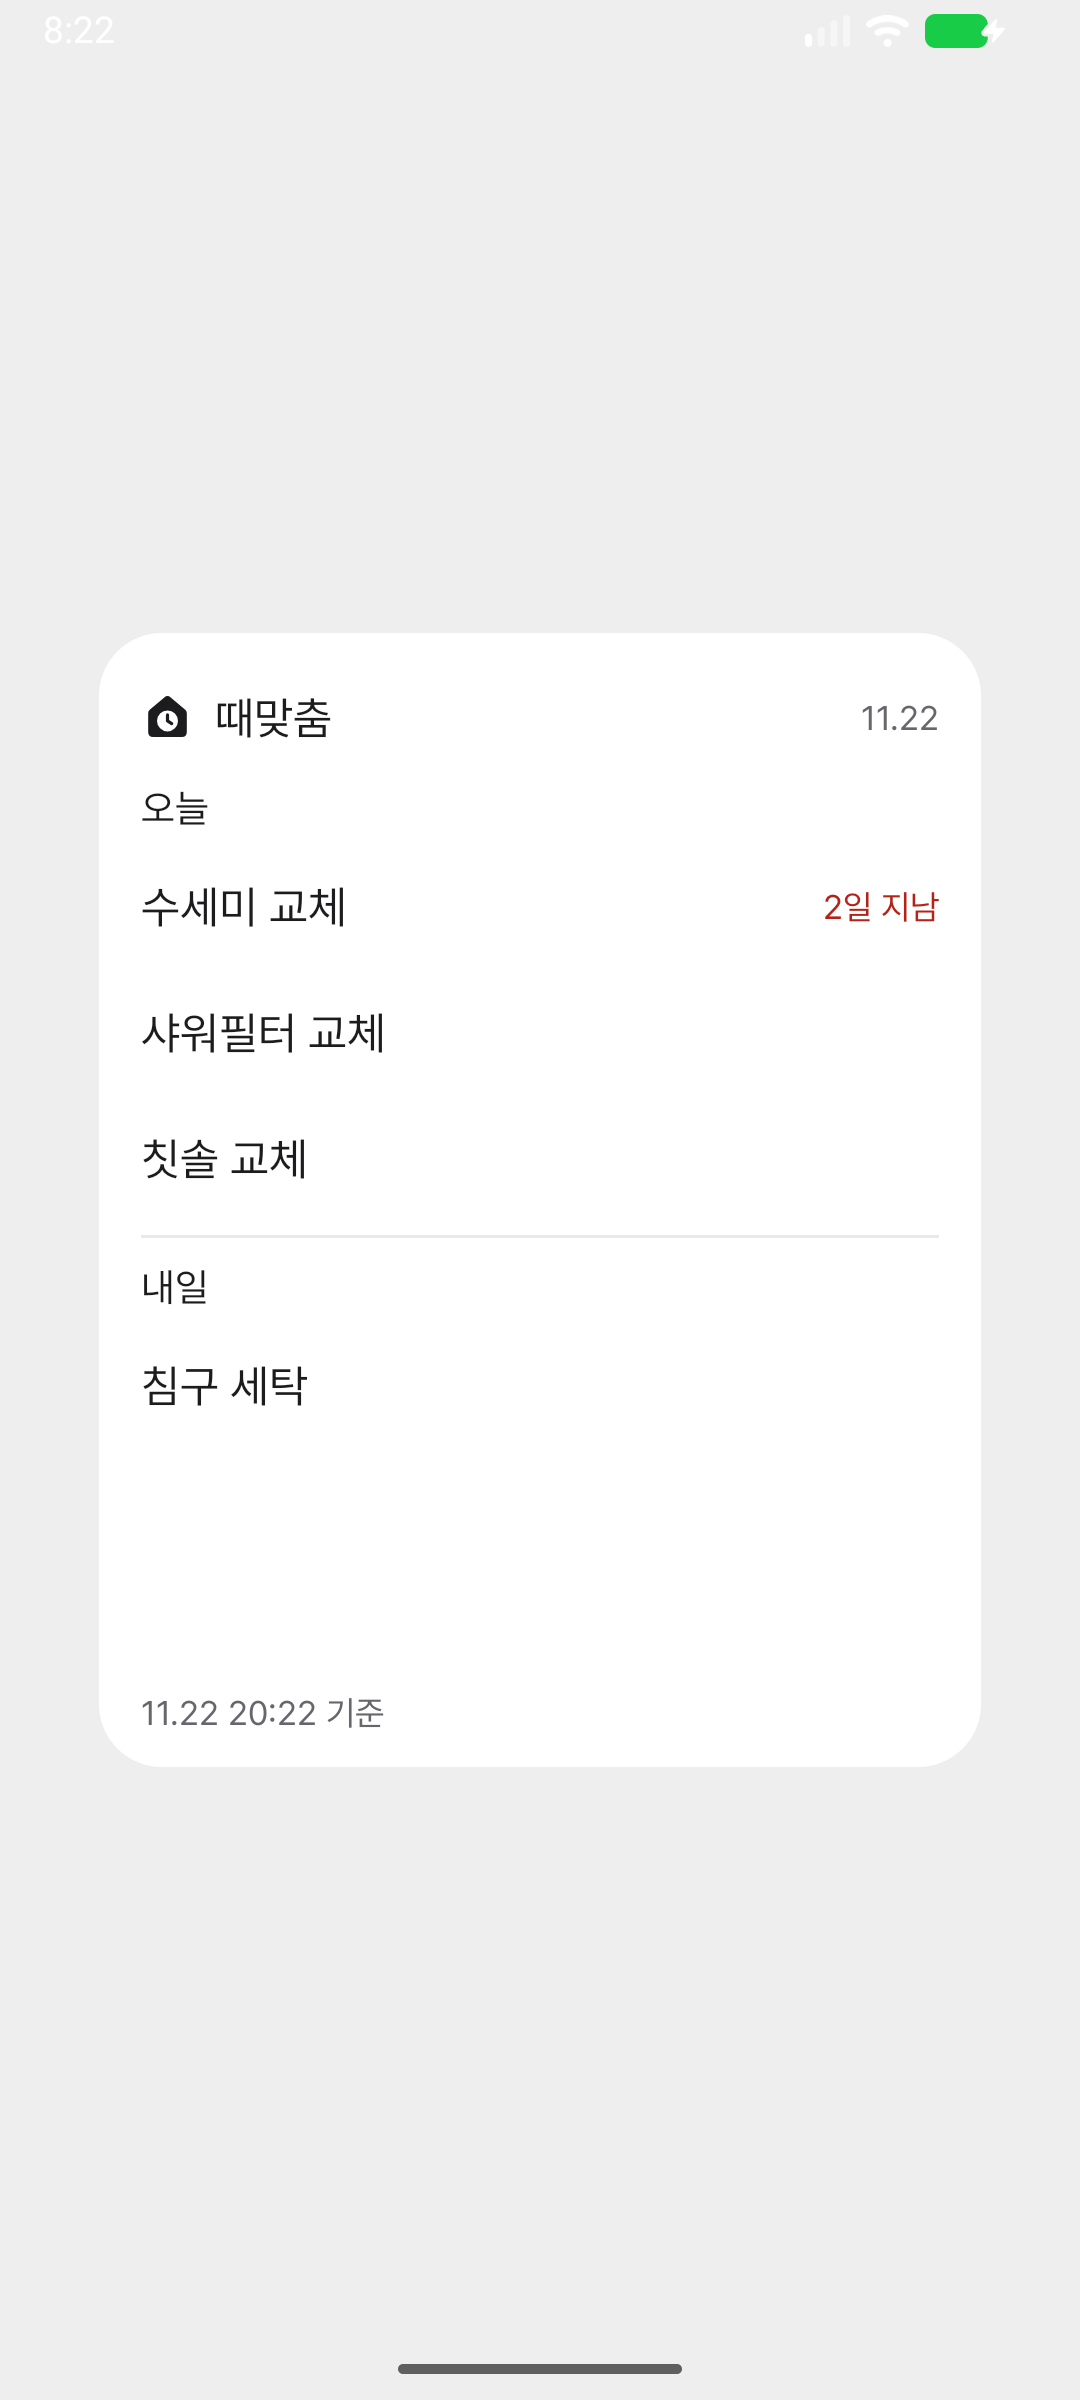 8:22
때맞춤 11.22
오늘
수세미 교체 2일 지남
샤워필터 교체
칫솔 교체
내일
침구 세탁
11.22 20:22 기준